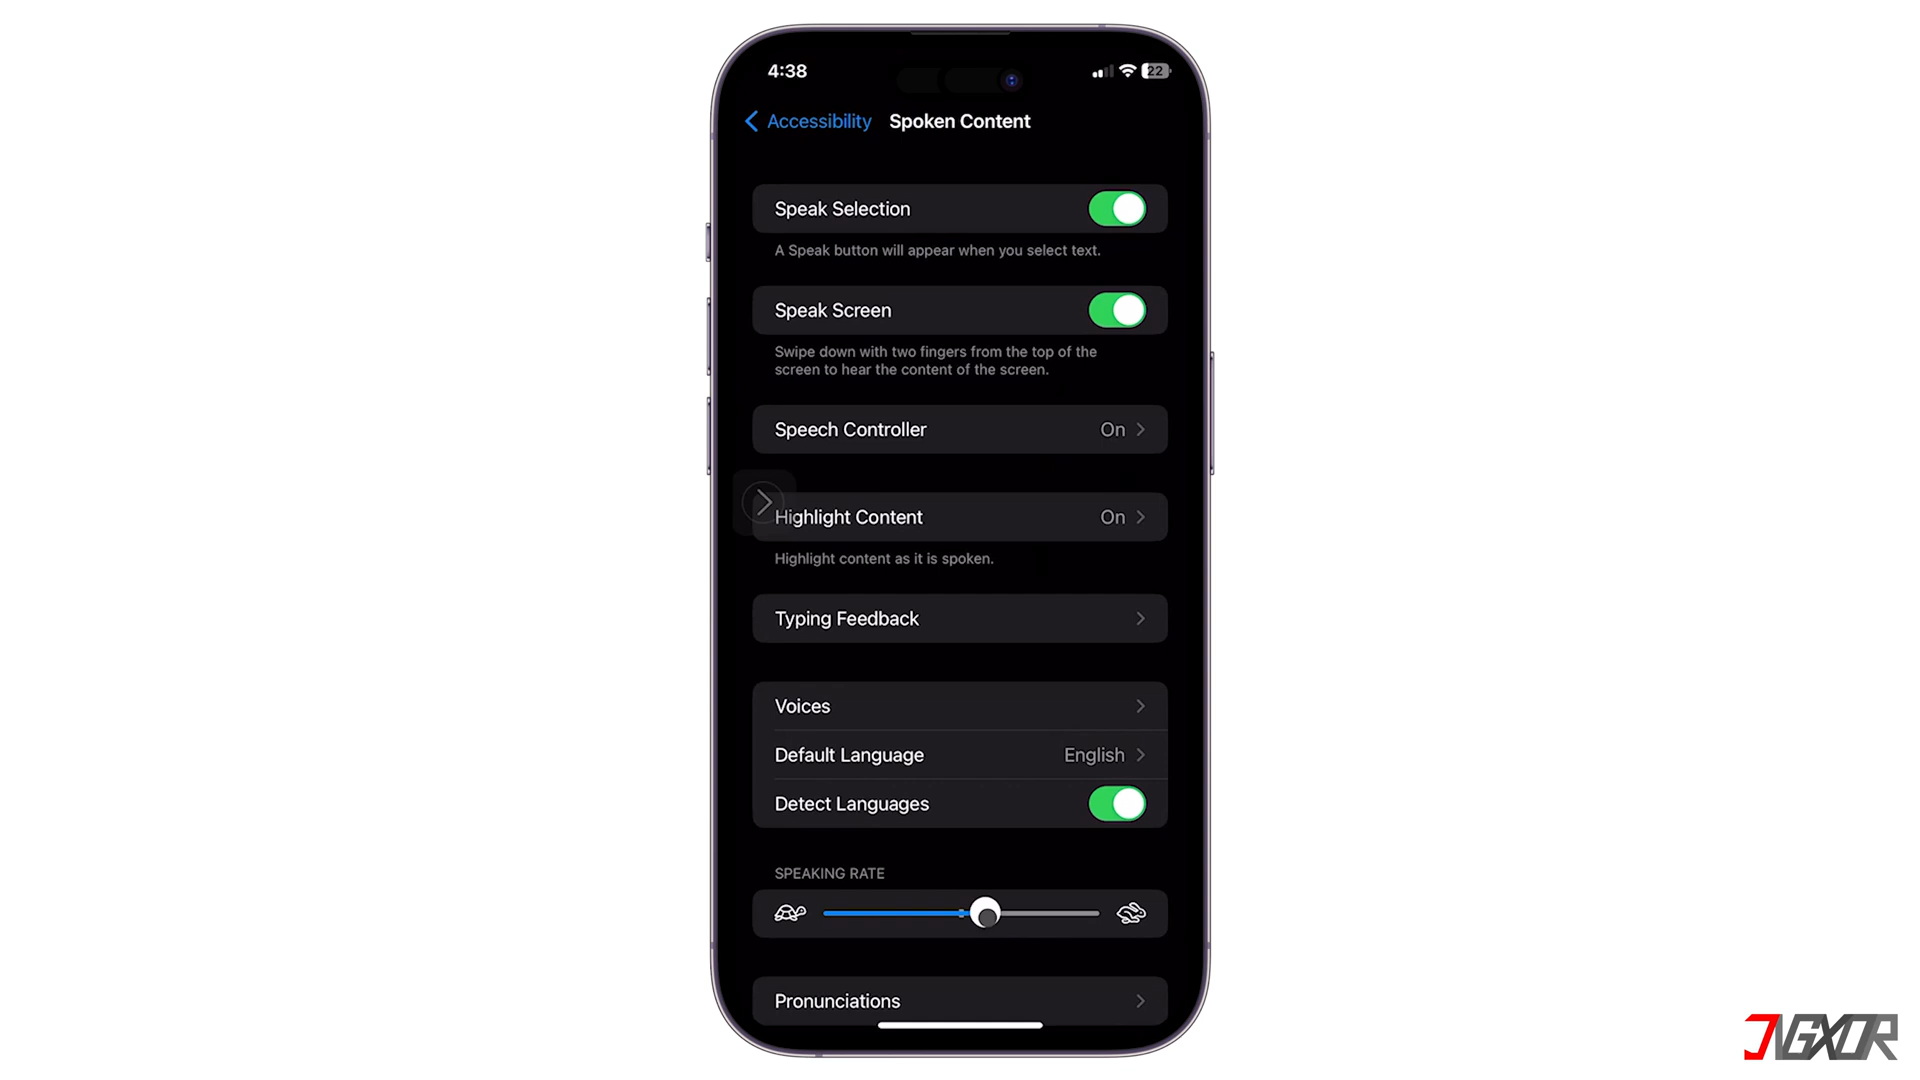 4:38
22
Accessibility Spoken Content
Speak Selection
A Speak button will appear when you select text.
Speak Screen
Swipe down with two fingers from the top of the
screen to hear the content of the screen.
Speech Controller On
Highlight Content On
Highlight content as it is spoken.
Typing Feedback
Voices
Default Language English
Detect Languages
SPEAKING RATE
Pronunciations
JIGXOR